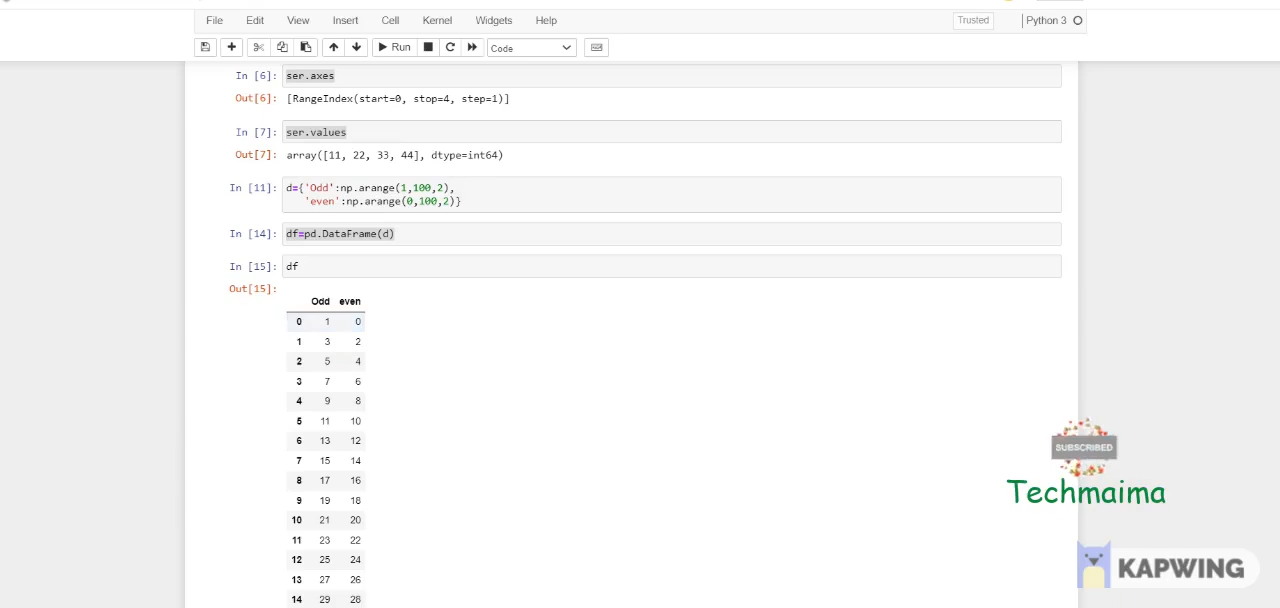 File Edit View Insert Cell Kernel Widgets Help Trusted Python 3
Run Code
In [6]: ser.axes
Out[6]: [RangeIndex(start=0, stop=4, step=1)]
In [7]: ser.values
Out[7]: array([11, 22, 33, 44], dtype=int64)
In [11]: d={'Odd':np.arange(1,100,2),
'even':np.arange(0,100,2)}
In [14]: df=pd.DataFrame(d)
In [15]: df
Out[15]:
Odd even
0 1 0
1 3 2
2 5 4
3 7 6
4 9 8
5 11 10
6 13 12
7 15 14
8 17 16
9 19 18
10 21 20
11 23 22
12 25 24
13 27 26
14 29 28
SUBSCRIBED
Techmaima
KAPWING